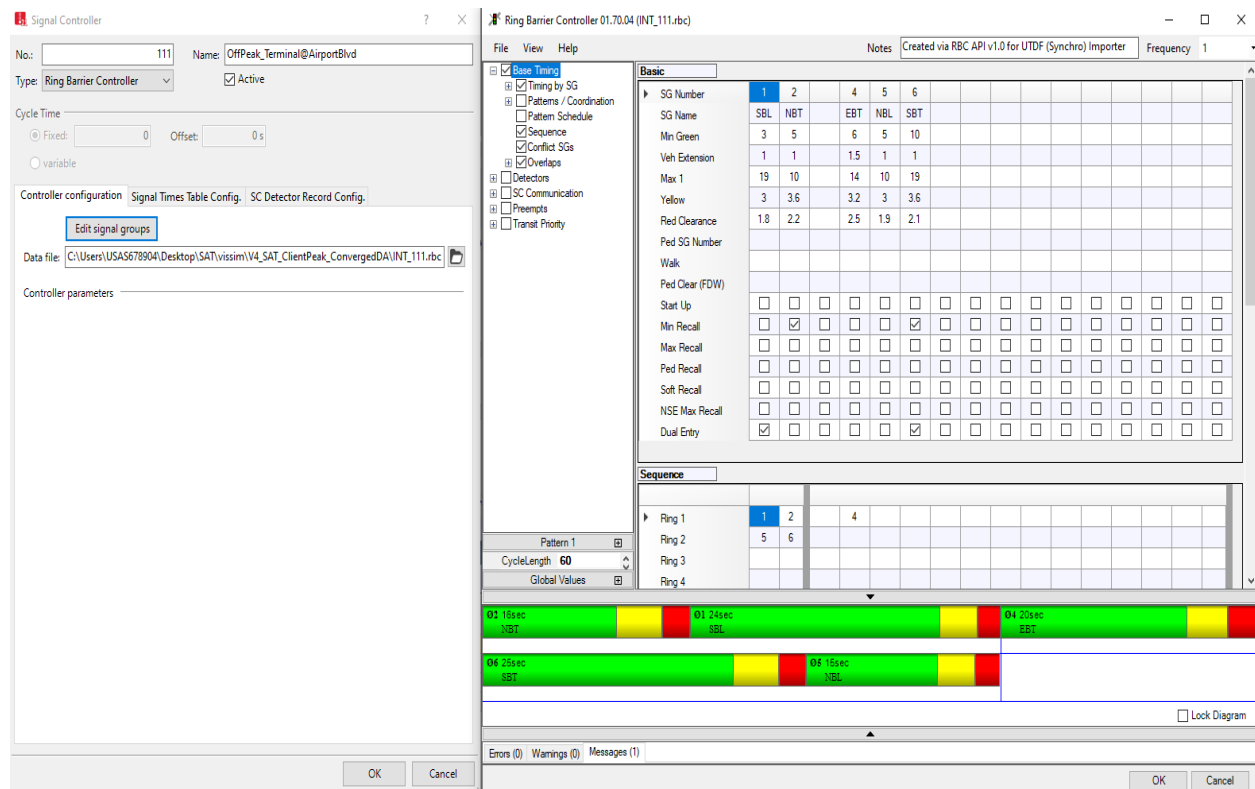 Signal Controller
No.: 111 Name: OffPeak_Terminal@AirportBlvd
Type: Ring Barrier Controller Active
Cycle Time
Fixed: 0 Offset: 0 s
variable
Controller configuration Signal Times Table Config. SC Detector Record Config.
Edit signal groups
Data file: C:\Users\USAS678904\Desktop\SAT\vissim\V4_SAT_ClientPeak_ConvergedDA\INT_111.rbc
Controller parameters
OK Cancel
Ring Barrier Controller 01.70.04 (INT_111.rbc)
File View Help Notes Created via RBC API v1.0 for UTDF (Synchro) Importer Frequency 1
Base Timing
Timing by SG
Patterns / Coordination
Pattern Schedule
Sequence
Conflict SGs
Overlaps
Detectors
SC Communication
Preempts
Transit Priority
Pattern 1
CycleLength 60
Global Values
Basic
SG Number 1 2 4 5 6
SG Name SBL NBT EBT NBL SBT
Min Green 3 5 6 5 10
Veh Extension 1 1 1.5 1 1
Max 1 19 10 14 10 19
Yellow 3 3.6 3.2 3 3.6
Red Clearance 1.8 2.2 2.5 1.9 2.1
Ped SG Number
Walk
Ped Clear (FDW)
Start Up
Min Recall
Max Recall
Ped Recall
Soft Recall
NSE Max Recall
Dual Entry
Sequence
Ring 1 1 2 4
Ring 2 5 6
Ring 3
Ring 4
Ø2 16sec Ø1 24sec Ø4 20sec
NBT SBL EBT
Ø6 25sec Ø5 15sec
SBT NBL
Lock Diagram
Errors (0) Warnings (0) Messages (1)
OK Cancel